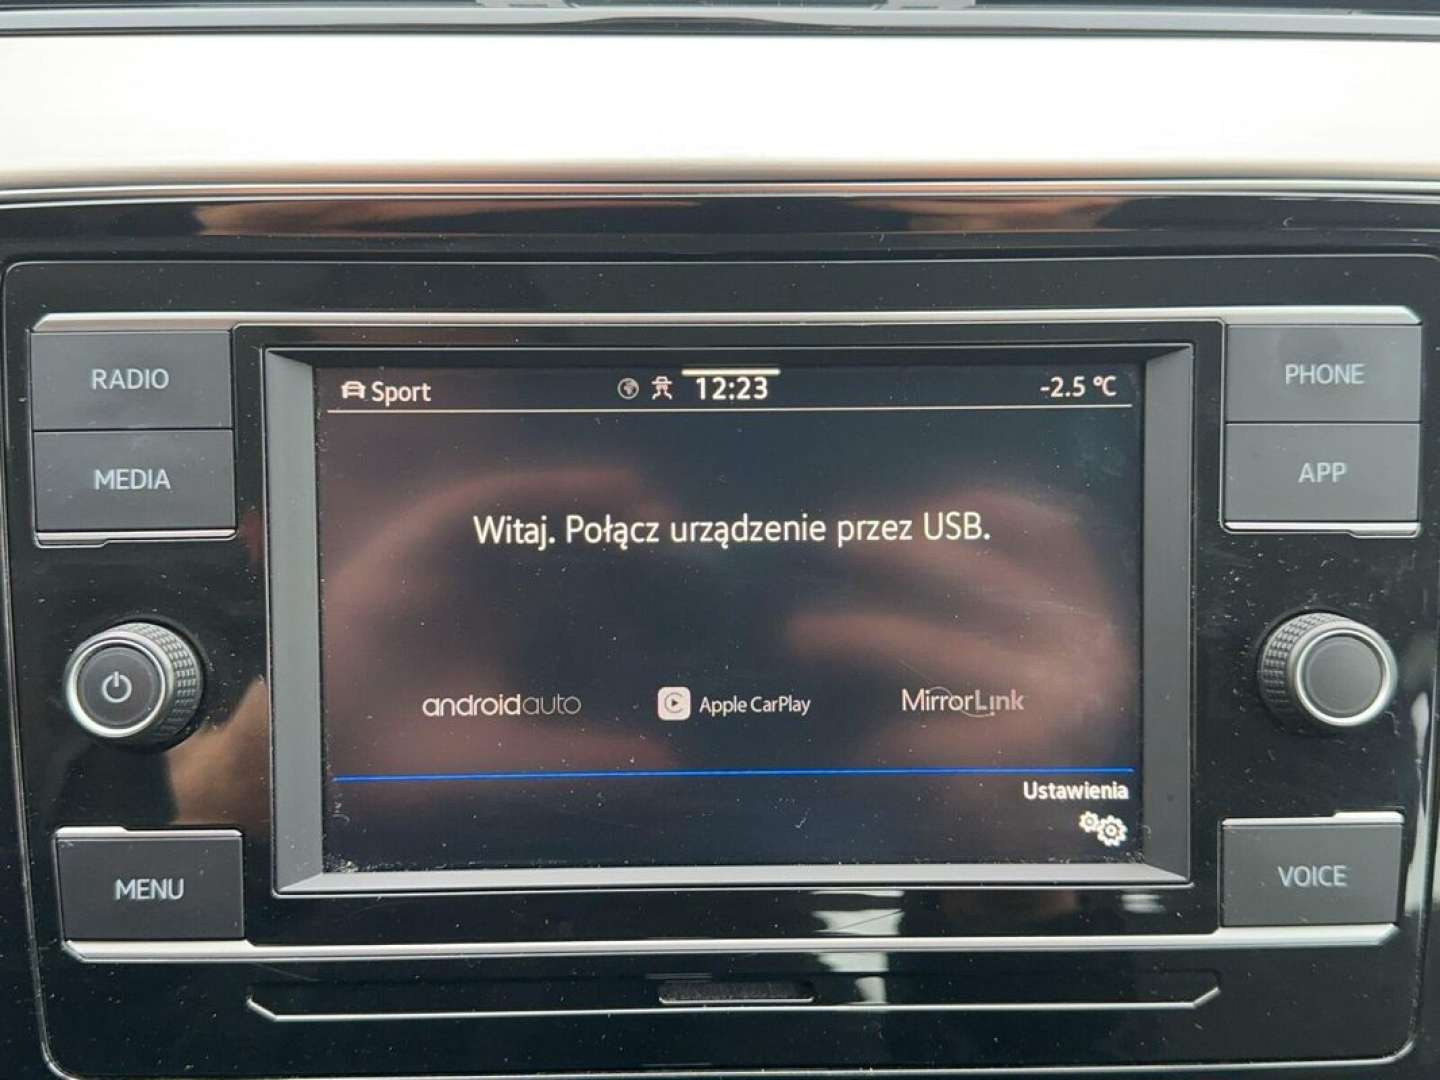 RADIO
MEDIA
MENU
Sport
12:23
-2.5 °C
Witaj. Połącz urządzenie przez USB.
androidauto
Apple CarPlay
MirrorLink
Ustawienia
PHONE
APP
VOICE